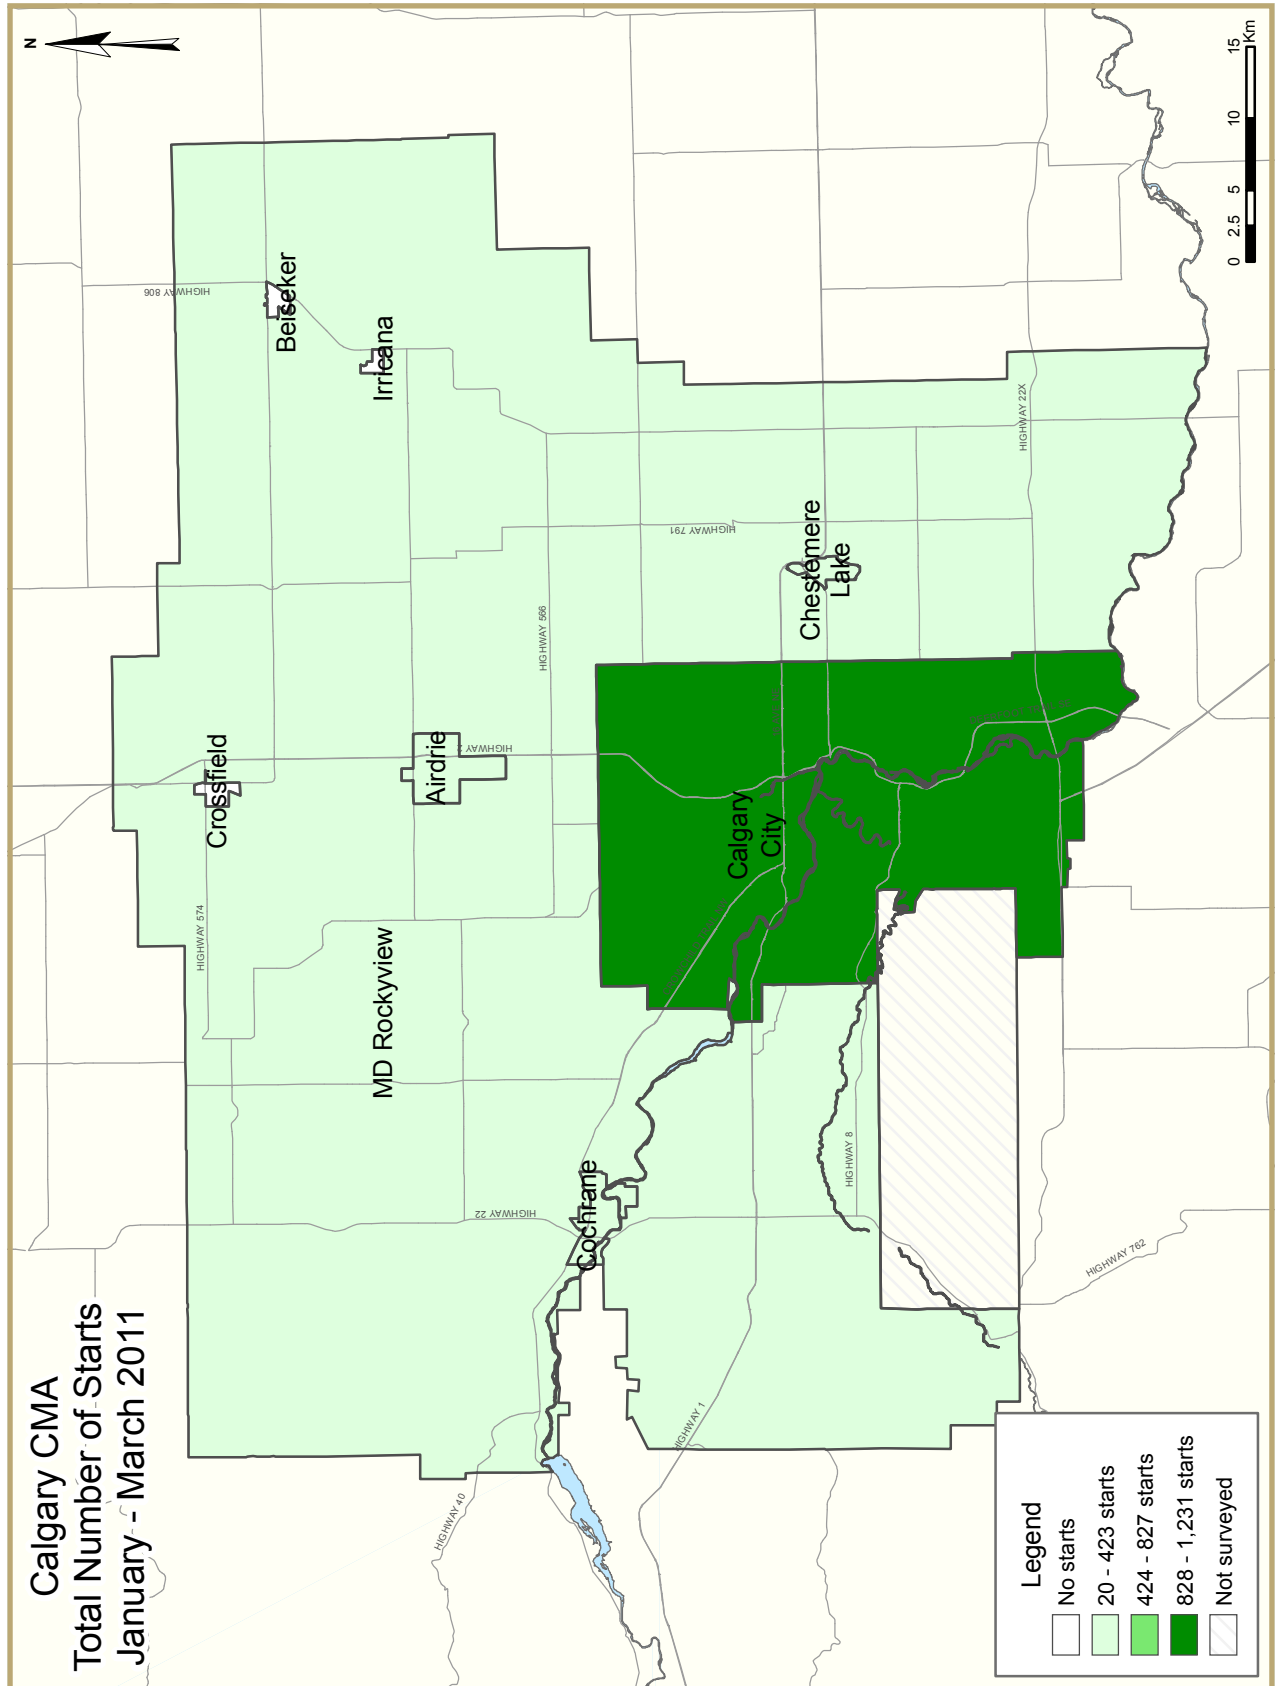 Calgary CMA
Total Number of Starts
January - March 2011
N
HIGHWAY 806
Beiseker
Irricana
Crossfield
HIGHWAY 574
Airdrie
HIGHWAY 2
HIGHWAY 566
HIGHWAY 791
MD Rockyview
HIGHWAY 22
Cochrane
Calgary
City
Chestemere
Lake
HIGHWAY 22X
HIGHWAY 8
HIGHWAY 1
HIGHWAY 40
HIGHWAY 762
Legend
No starts
20 - 423 starts
424 - 827 starts
828 - 1,231 starts
Not surveyed
0 2.5 5 10 15
Km